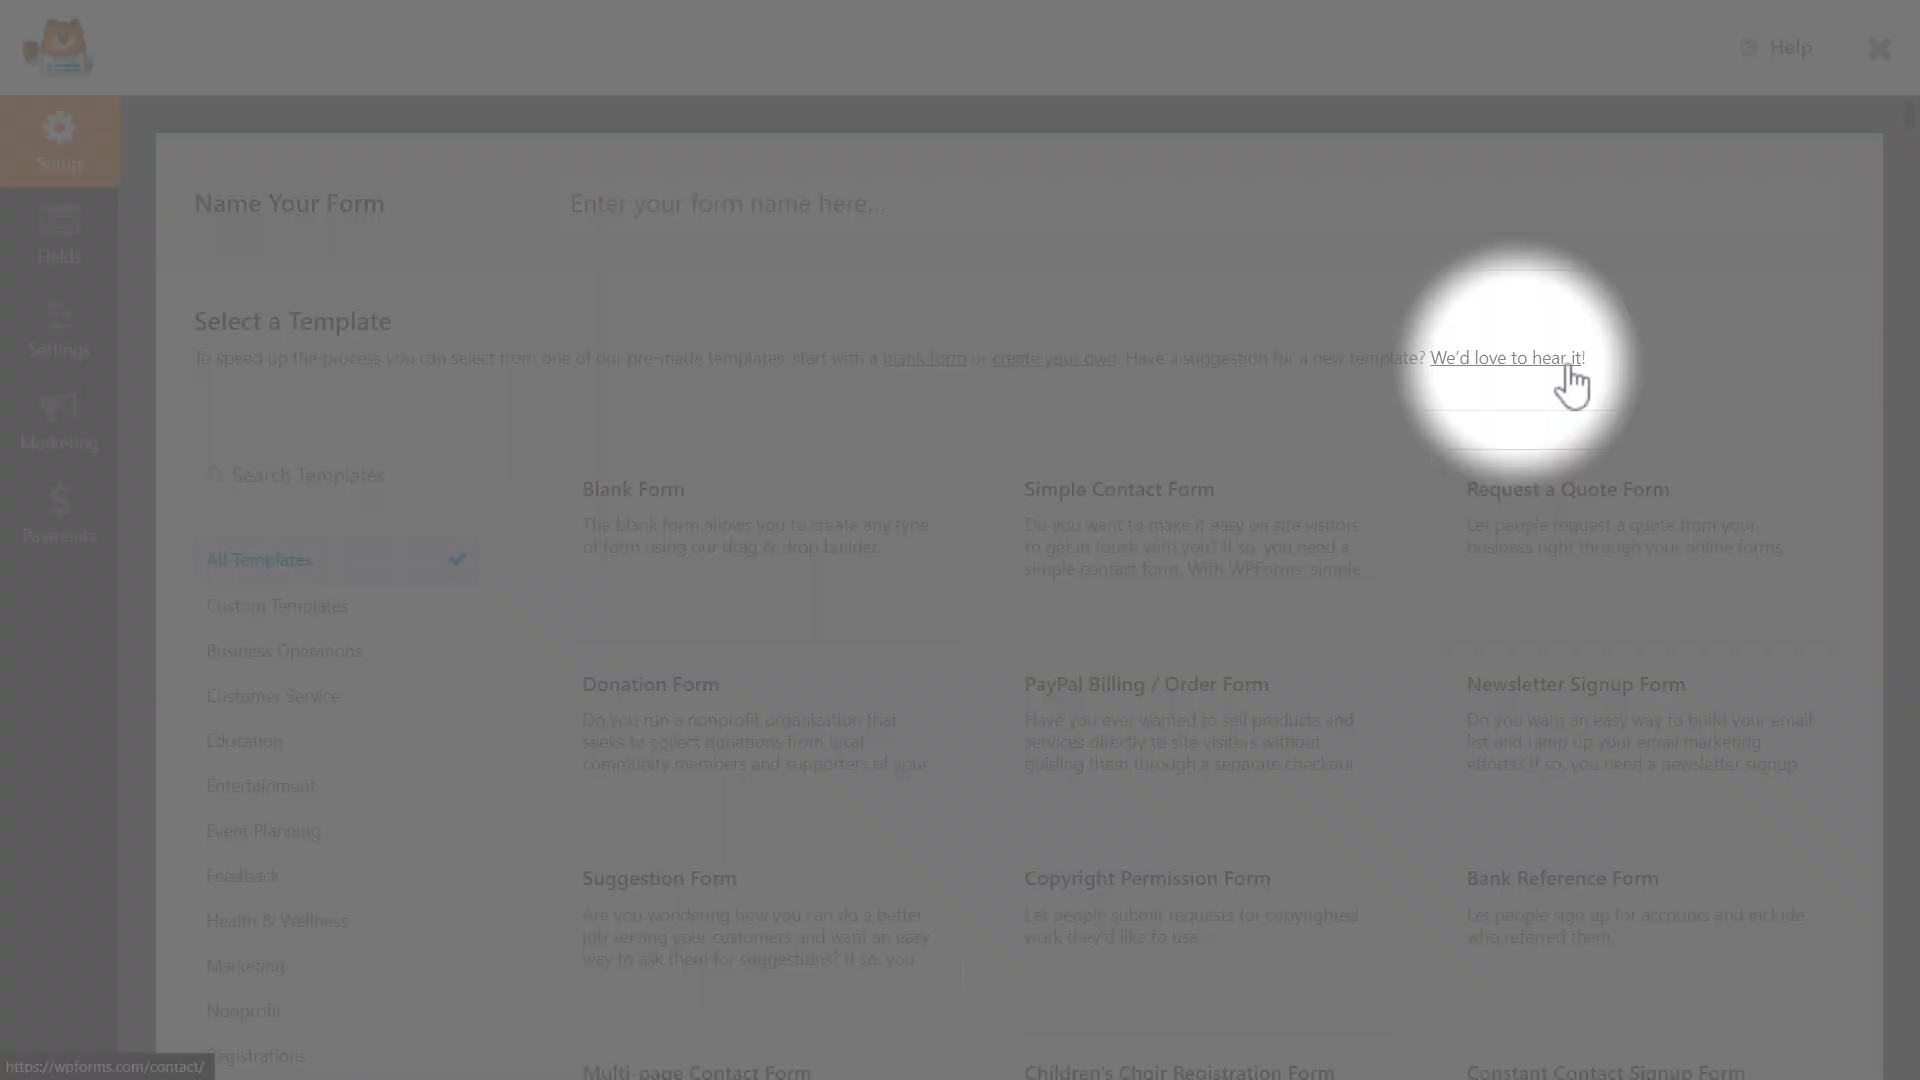 Help
Setup
Fields
Settings
Marketing
Payments
Name Your Form
Enter your form name here...
Select a Template
To speed up the process you can select from one of our pre-made templates, start with a blank form or create your own. Have a suggestion for a new template? We'd love to hear it!
Search Templates
All Templates
Custom Templates
Business Operations
Customer Service
Education
Entertainment
Event Planning
Feedback
Health & Wellness
Marketing
Nonprofit
Registrations
Blank Form
The blank form allows you to create any type
of form using our drag & drop builder.
Simple Contact Form
Do you want to make it easy on site visitors
to get in touch with you? If so, you need a
simple contact form. With WPForms' simple...
Request a Quote Form
Let people request a quote from your
business right through your online forms.
Donation Form
Do you run a nonprofit organization that
seeks to collect donations from local
community members and supporters of your
PayPal Billing / Order Form
Have you ever wanted to sell products and
services directly to site visitors without
guiding them through a separate checkout
Newsletter Signup Form
Do you want an easy way to build your email
list and ramp up your email marketing
efforts? If so, you need a newsletter signup
Suggestion Form
Are you wondering how you can do a better
job serving your customers and want an easy
way to ask them for suggestions? If so, you
Copyright Permission Form
Let people submit requests for copyrighted
work they'd like to use.
Bank Reference Form
Let people sign up for accounts and include
who referred them.
Multi-page Contact Form
Children's Choir Registration Form
Constant Contact Signup Form
https://wpforms.com/contact/